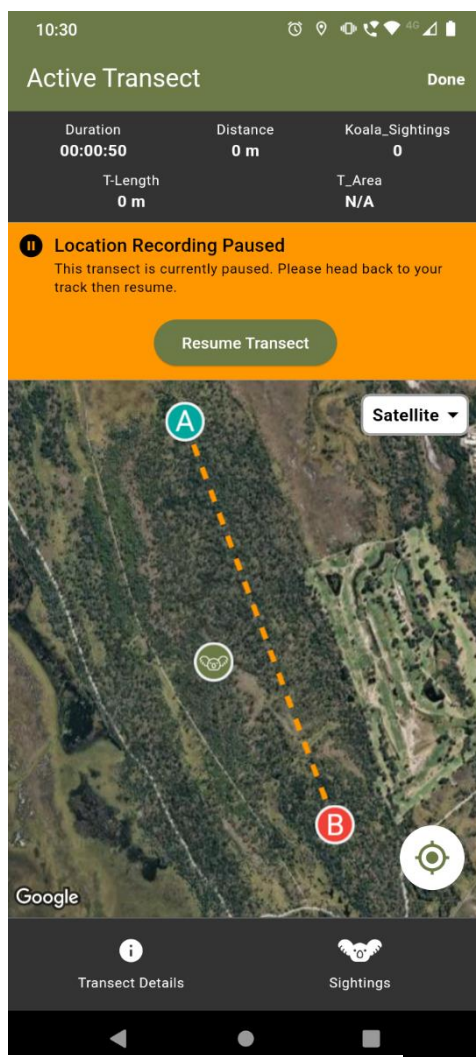 10:30
4G
Active Transect
Done
Duration
Distance
Koala_Sightings
00:00:50
0 m
0
T-Length
T_Area
0 m
N/A
Location Recording Paused
This transect is currently paused. Please head back to your
track then resume.
Resume Transect
Satellite
A
B
Google
Transect Details
Sightings